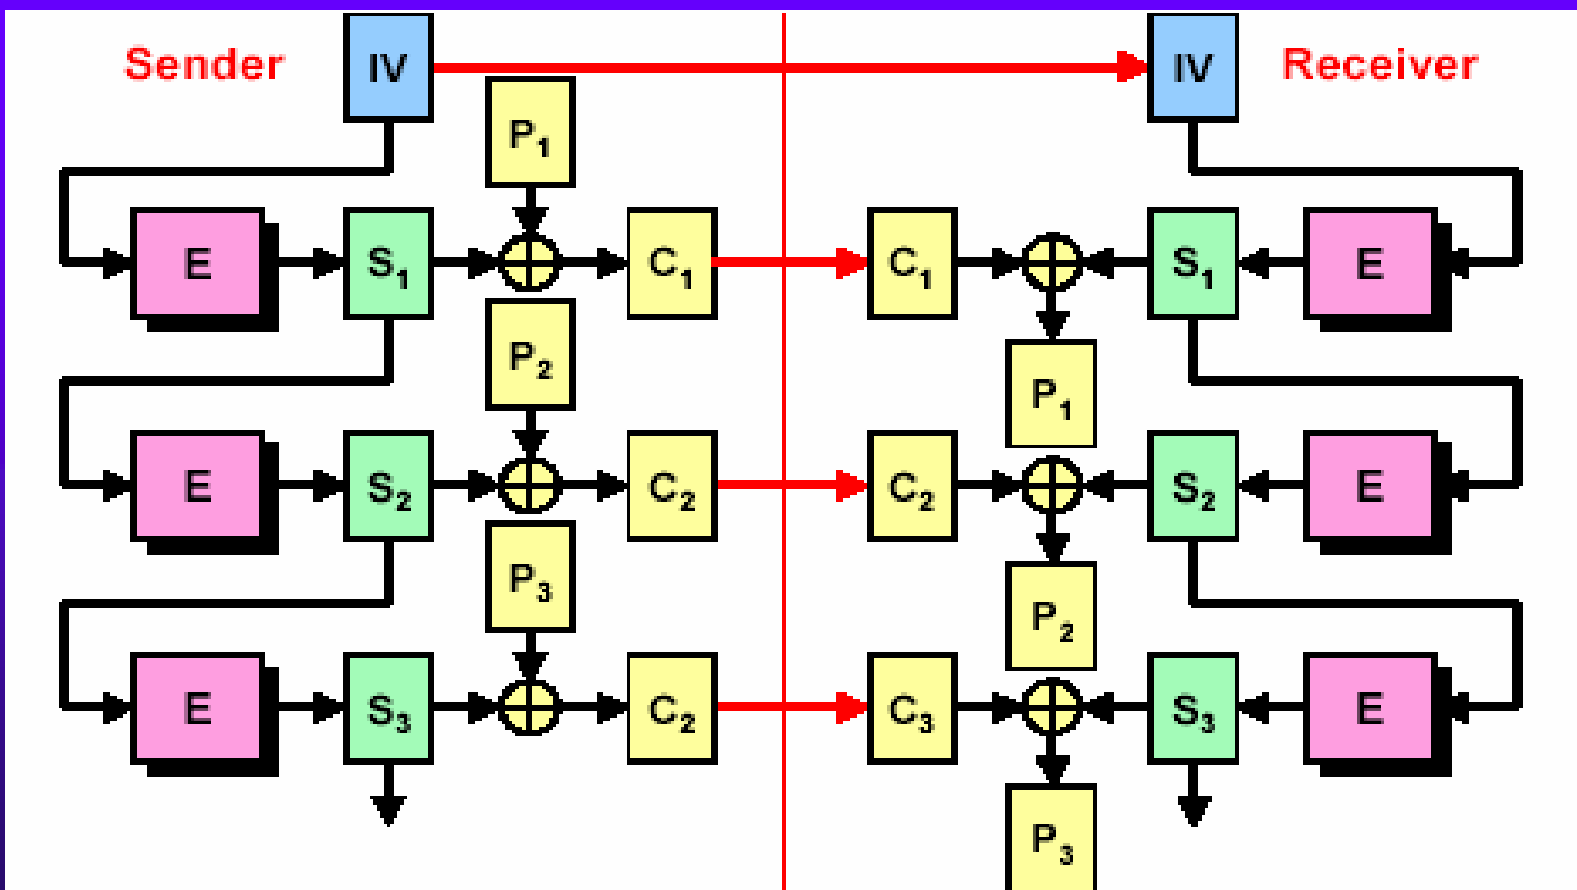 Sender IV IV Receiver
P1
E S1 C1 C1 S1 E
P2
P1
E S2 C2 C2 S2 E
P3
P2
E S3 C2 C3 S3 E
P3